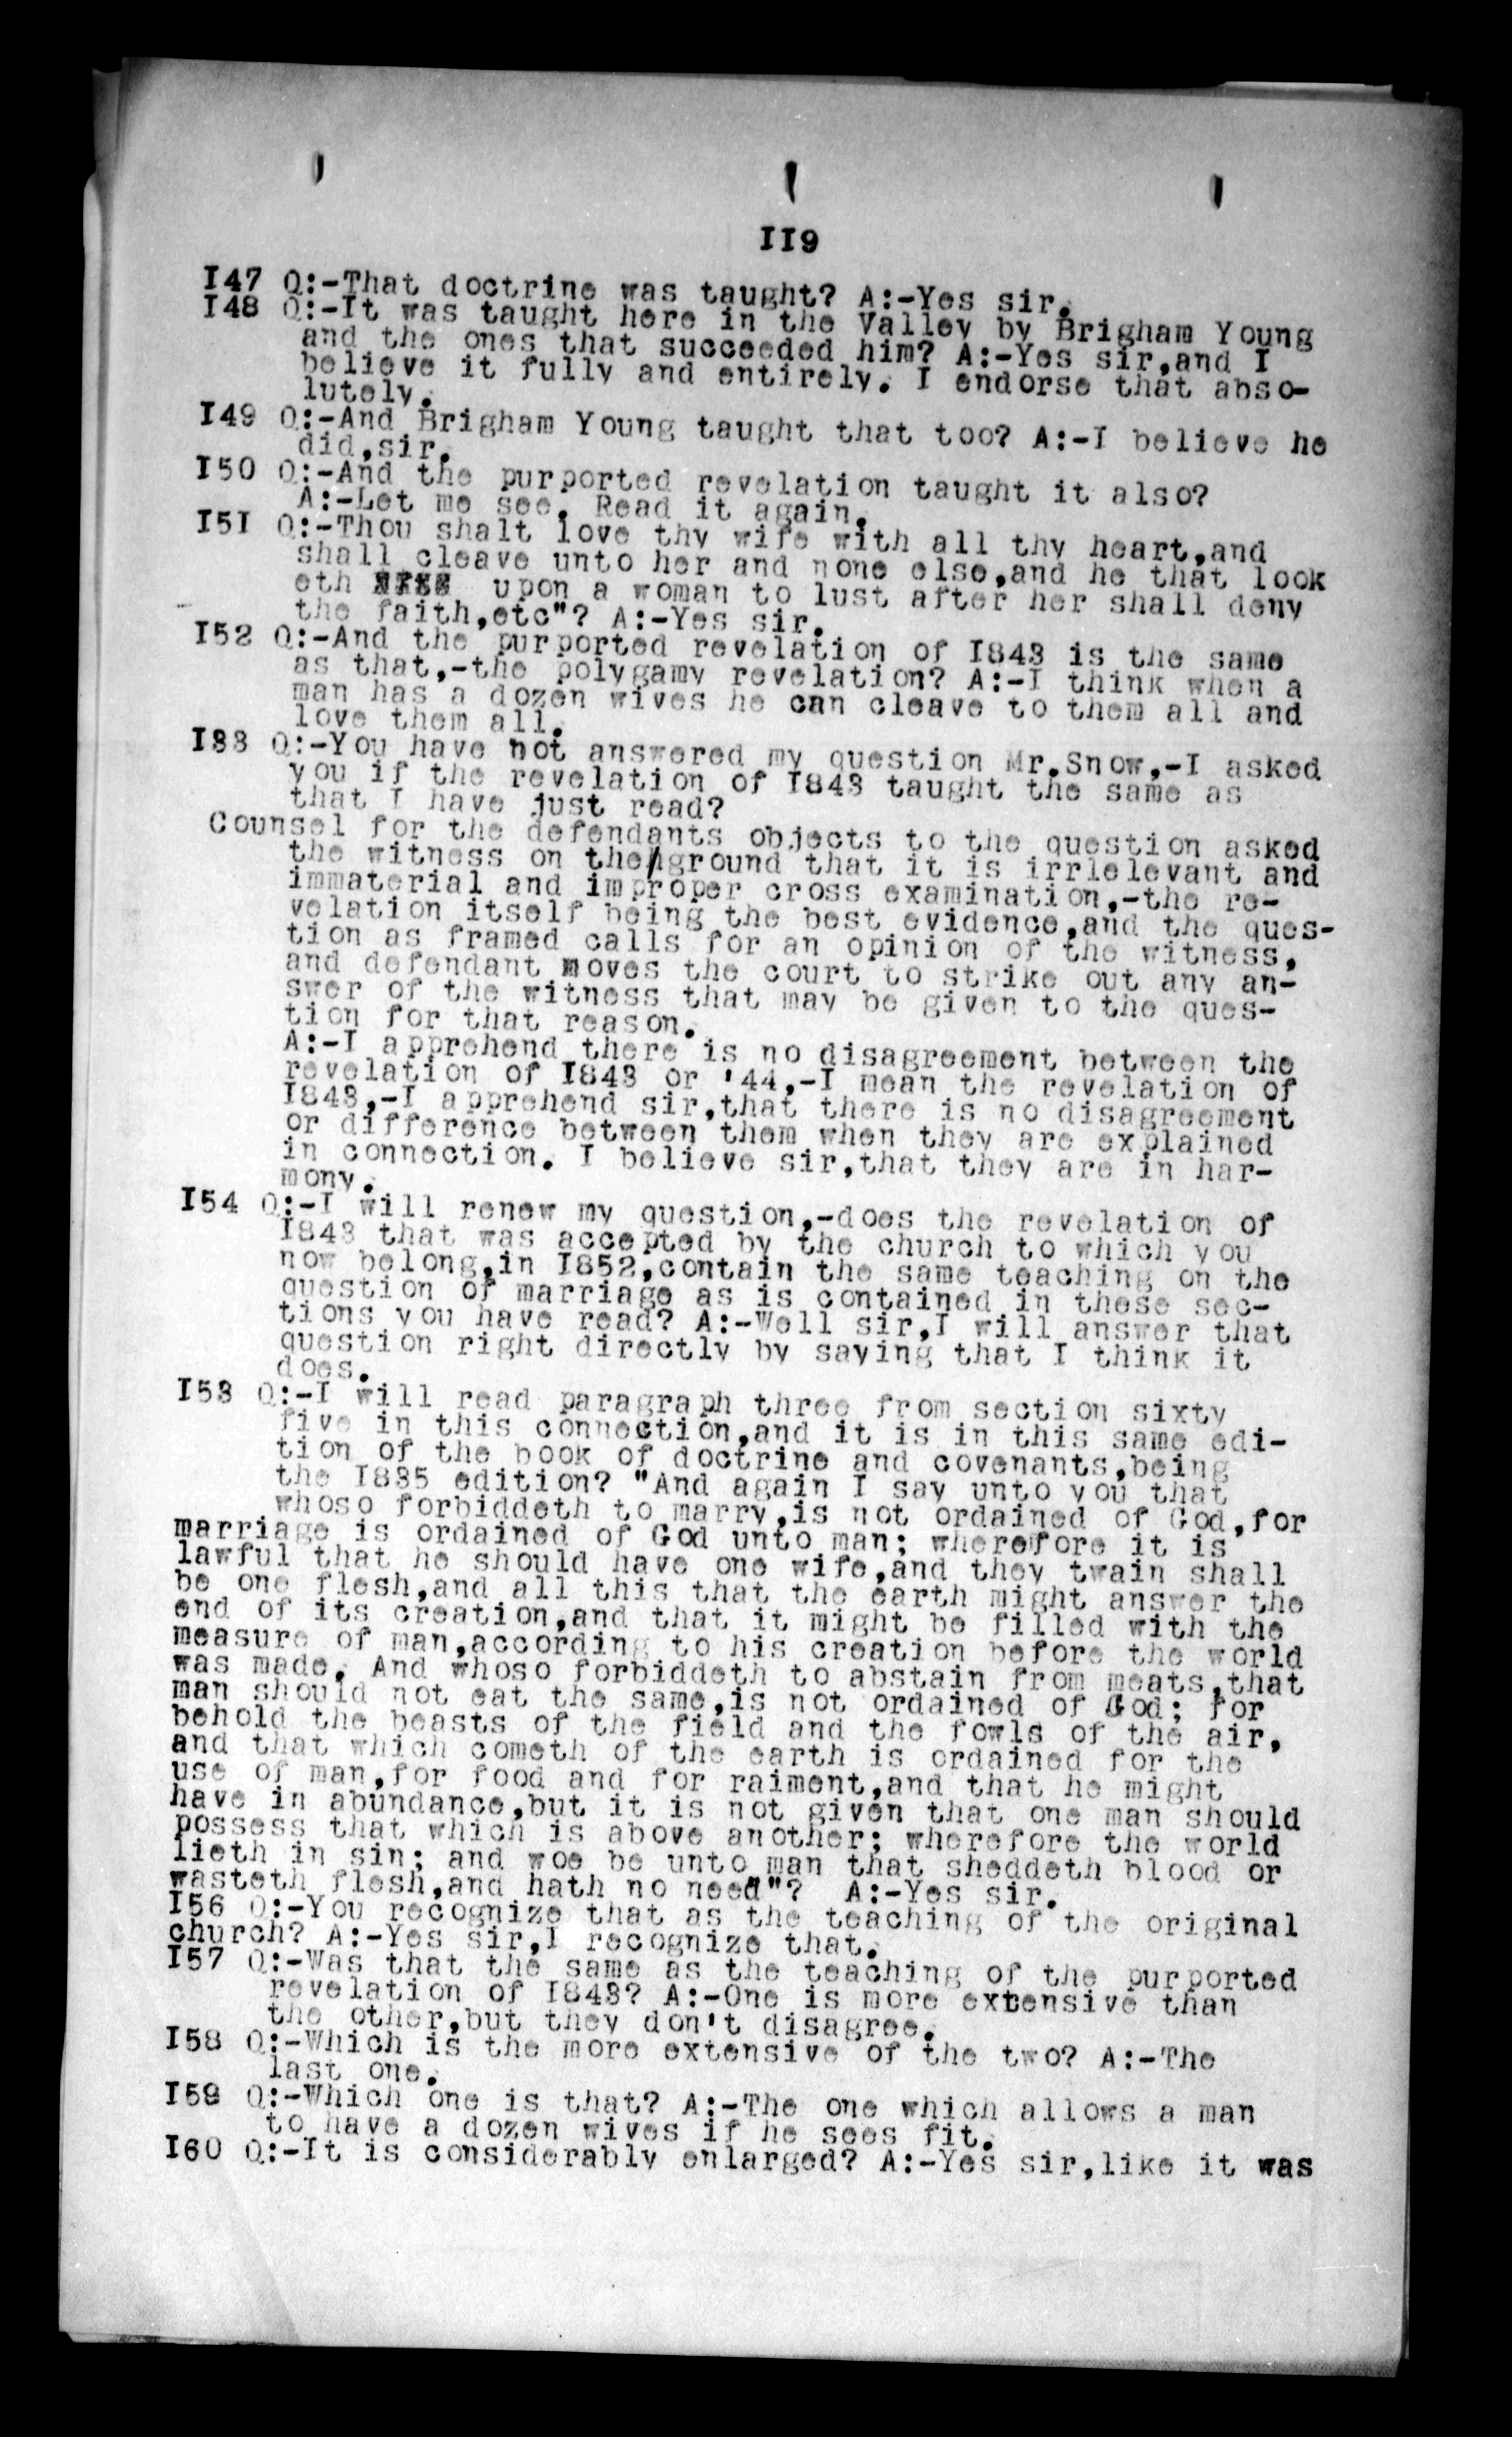 II9
I47 Q:-That doctrine was taught? A:-Yes sir.
I48 Q:-It was taught here in the Valley by Brigham Young
and the ones that succeeded him? A:-Yes sir,and I
believe it fully and entirely. I endorse that abso-
lutely.
I49 Q:-And Brigham Young taught that too? A:-I believe he
did,sir.
I50 Q:-And the purported revelation taught it also?
A:-Let me see. Read it again.
I5I Q:-Thou shalt love thy wife with all thy heart,and
shall cleave unto her and none else,and he that look
eth upon a woman to lust after her shall deny
the faith,etc"? A:-Yes sir.
I52 Q:-And the purported revelation of I843 is the same
as that,-the polygamy revelation? A:-I think when a
man has a dozen wives he can cleave to them all and
love them all.
I33 Q:-You have not answered my question Mr.Snow,-I asked
you if the revelation of I843 taught the same as
that I have just read?
Counsel for the defendants objects to the question asked
the witness on the ground that it is irrlelevant and
immaterial and improper cross examination,-the re-
velation itself being the best evidence,and the ques-
tion as framed calls for an opinion of the witness,
and defendant moves the court to strike out any an-
swer of the witness that may be given to the ques-
tion for that reason.
A:-I apprehend there is no disagreement between the
revelation of I843 or '44,-I mean the revelation of
I843,-I apprehend sir,that there is no disagreement
or difference between them when they are explained
in connection. I believe sir,that they are in har-
mony.
I54 Q:-I will renew my question,-does the revelation of
I843 that was accepted by the church to which you
now belong,in I852,contain the same teaching on the
question of marriage as is contained in these sec-
tions you have read? A:-Well sir,I will answer that
question right directly by saying that I think it
does.
I53 Q:-I will read paragraph three from section sixty
five in this connection,and it is in this same edi-
tion of the book of doctrine and covenants,being
the I835 edition? "And again I say unto you that
whoso forbiddeth to marry,is not ordained of God,for
marriage is ordained of God unto man; wherefore it is
lawful that he should have one wife,and they twain shall
be one flesh,and all this that the earth might answer the
end of its creation,and that it might be filled with the
measure of man,according to his creation before the world
was made. And whoso forbiddeth to abstain from meats,that
man should not eat the same,is not ordained of God; for
behold the beasts of the field and the fowls of the air,
and that which cometh of the earth is ordained for the
use of man,for food and for raiment,and that he might
have in abundance,but it is not given that one man should
possess that which is above another; wherefore the world
lieth in sin; and woe be unto man that sheddeth blood or
wasteth flesh,and hath no need"? A:-Yes sir.
I56 Q:-You recognize that as the teaching of the original
church? A:-Yes sir,I recognize that.
I57 Q:-Was that the same as the teaching of the purported
revelation of I843? A:-One is more extensive than
the other,but they don't disagree.
I58 Q:-Which is the more extensive of the two? A:-The
last one.
I59 Q:-Which one is that? A:-The one which allows a man
to have a dozen wives if he sees fit.
I60 Q:-It is considerably enlarged? A:-Yes sir,like it was